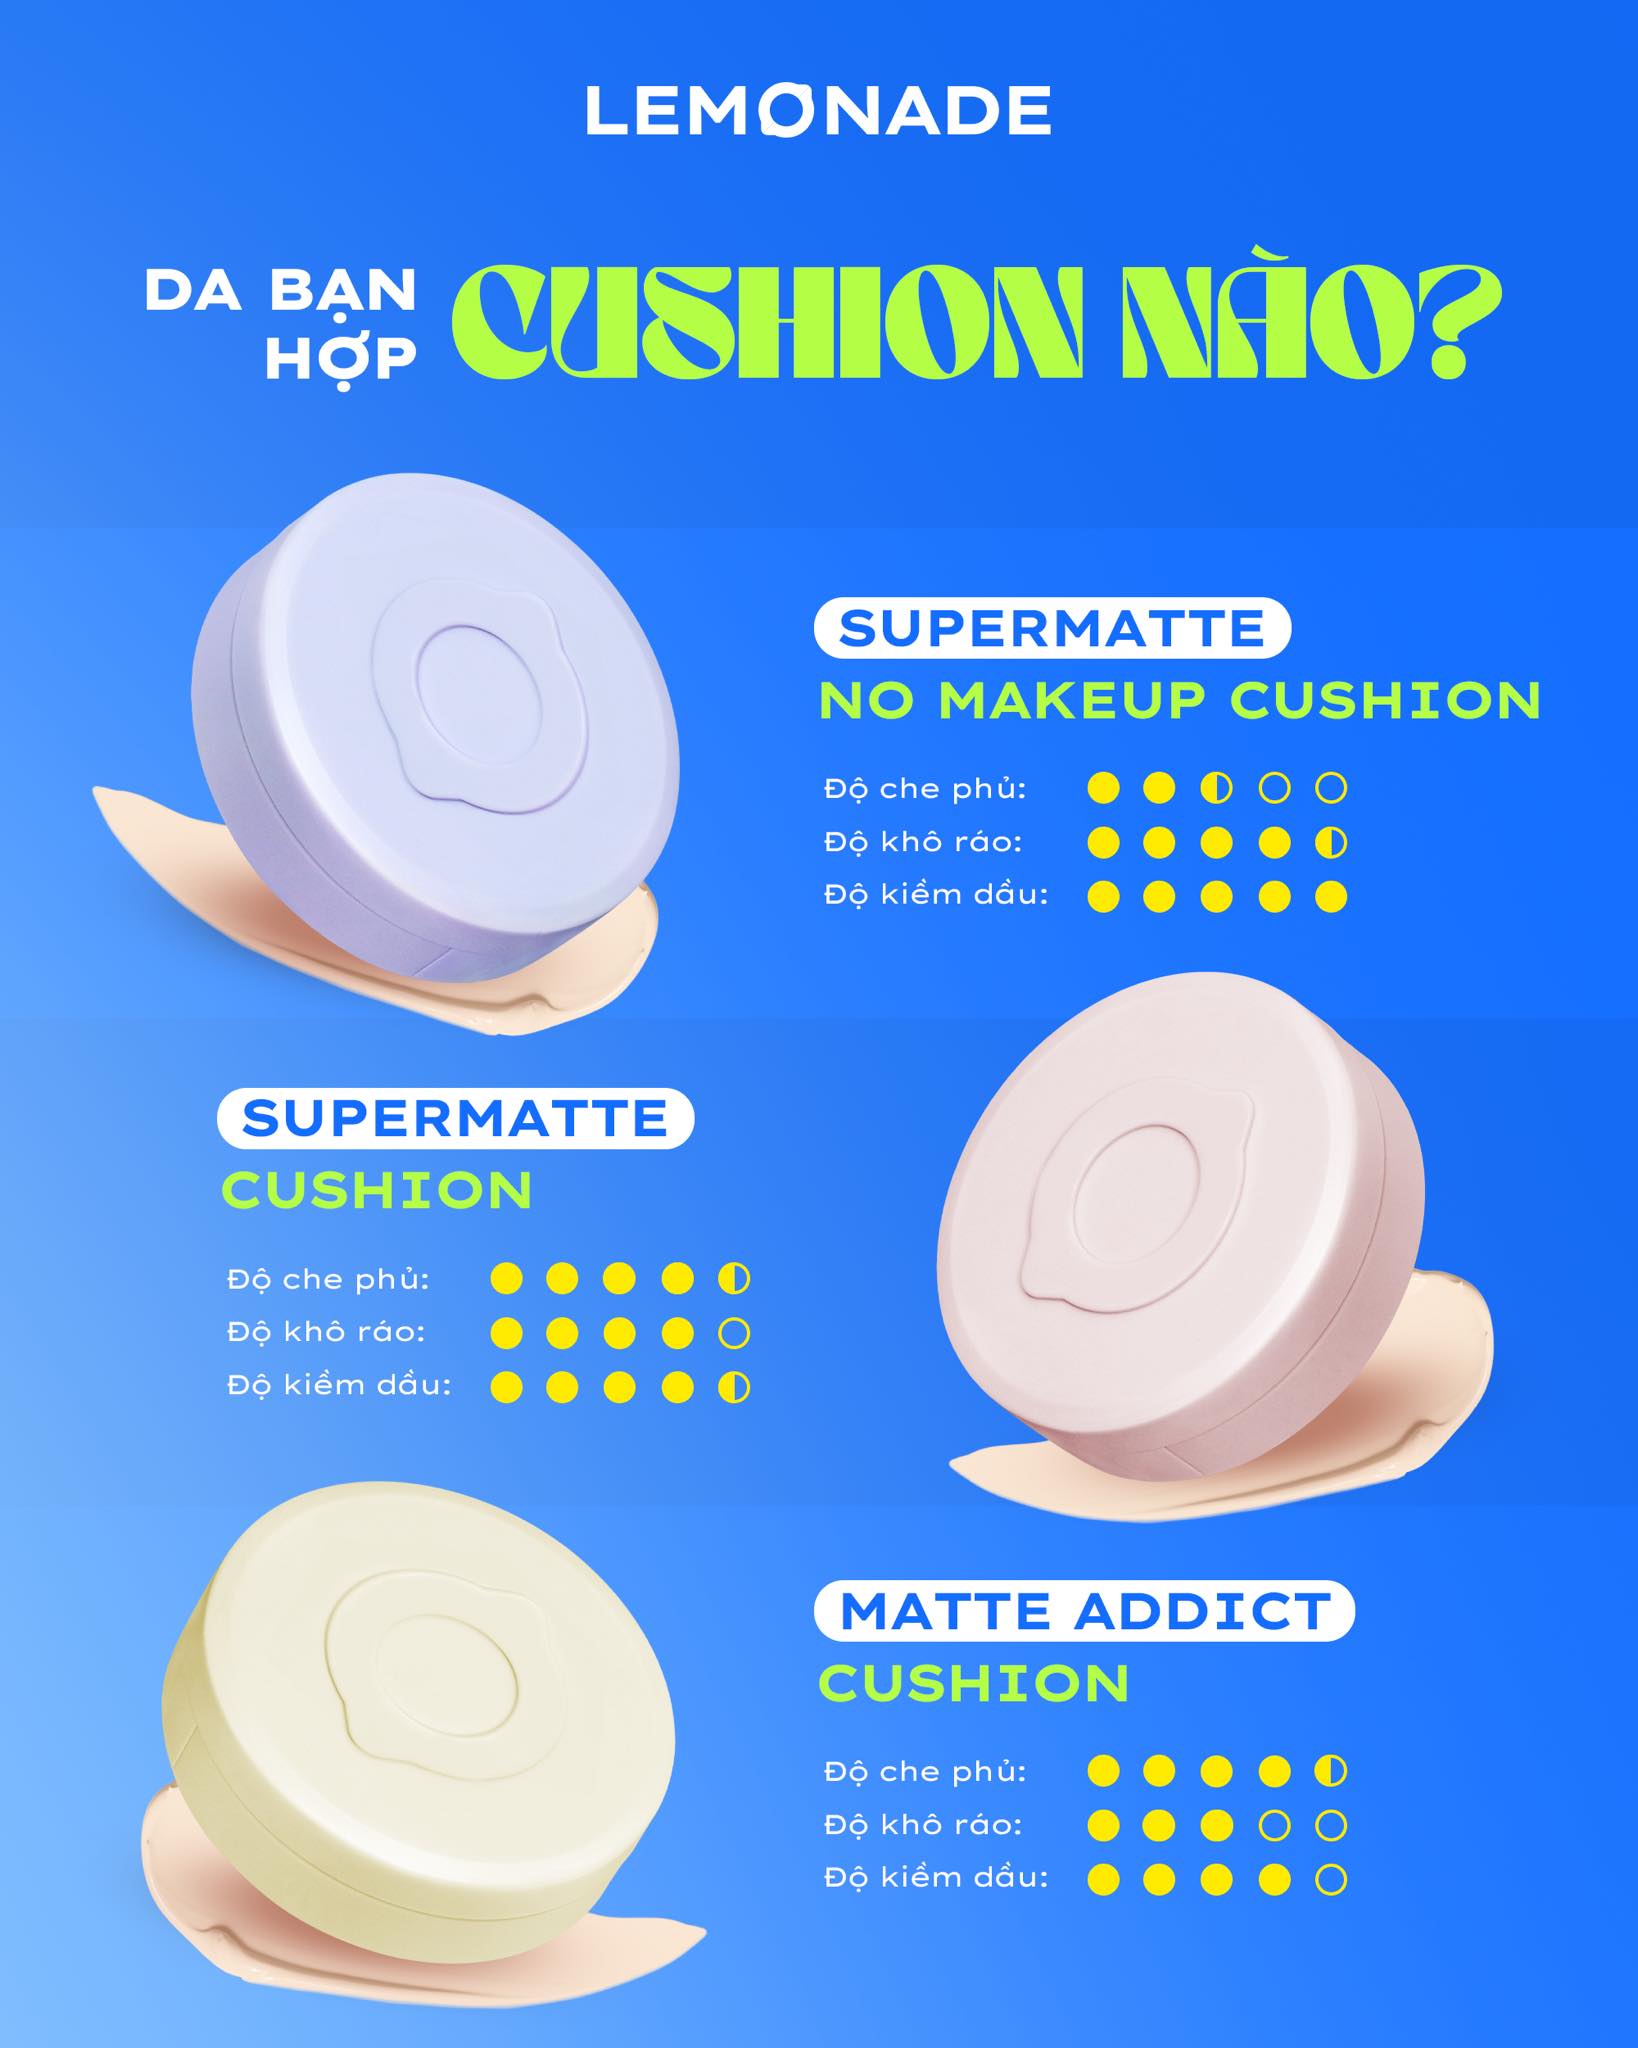 LEMONADE
DA BẠN
HỢP
CUSHION NÀO?
SUPERMATTE
NO MAKEUP CUSHION
Độ che phủ:
Độ khô ráo:
Độ kiềm dầu:
SUPERMATTE
CUSHION
Độ che phủ:
Độ khô ráo:
Độ kiềm dầu:
MATTE ADDICT
CUSHION
Độ che phủ:
Độ khô ráo:
Độ kiềm dầu: